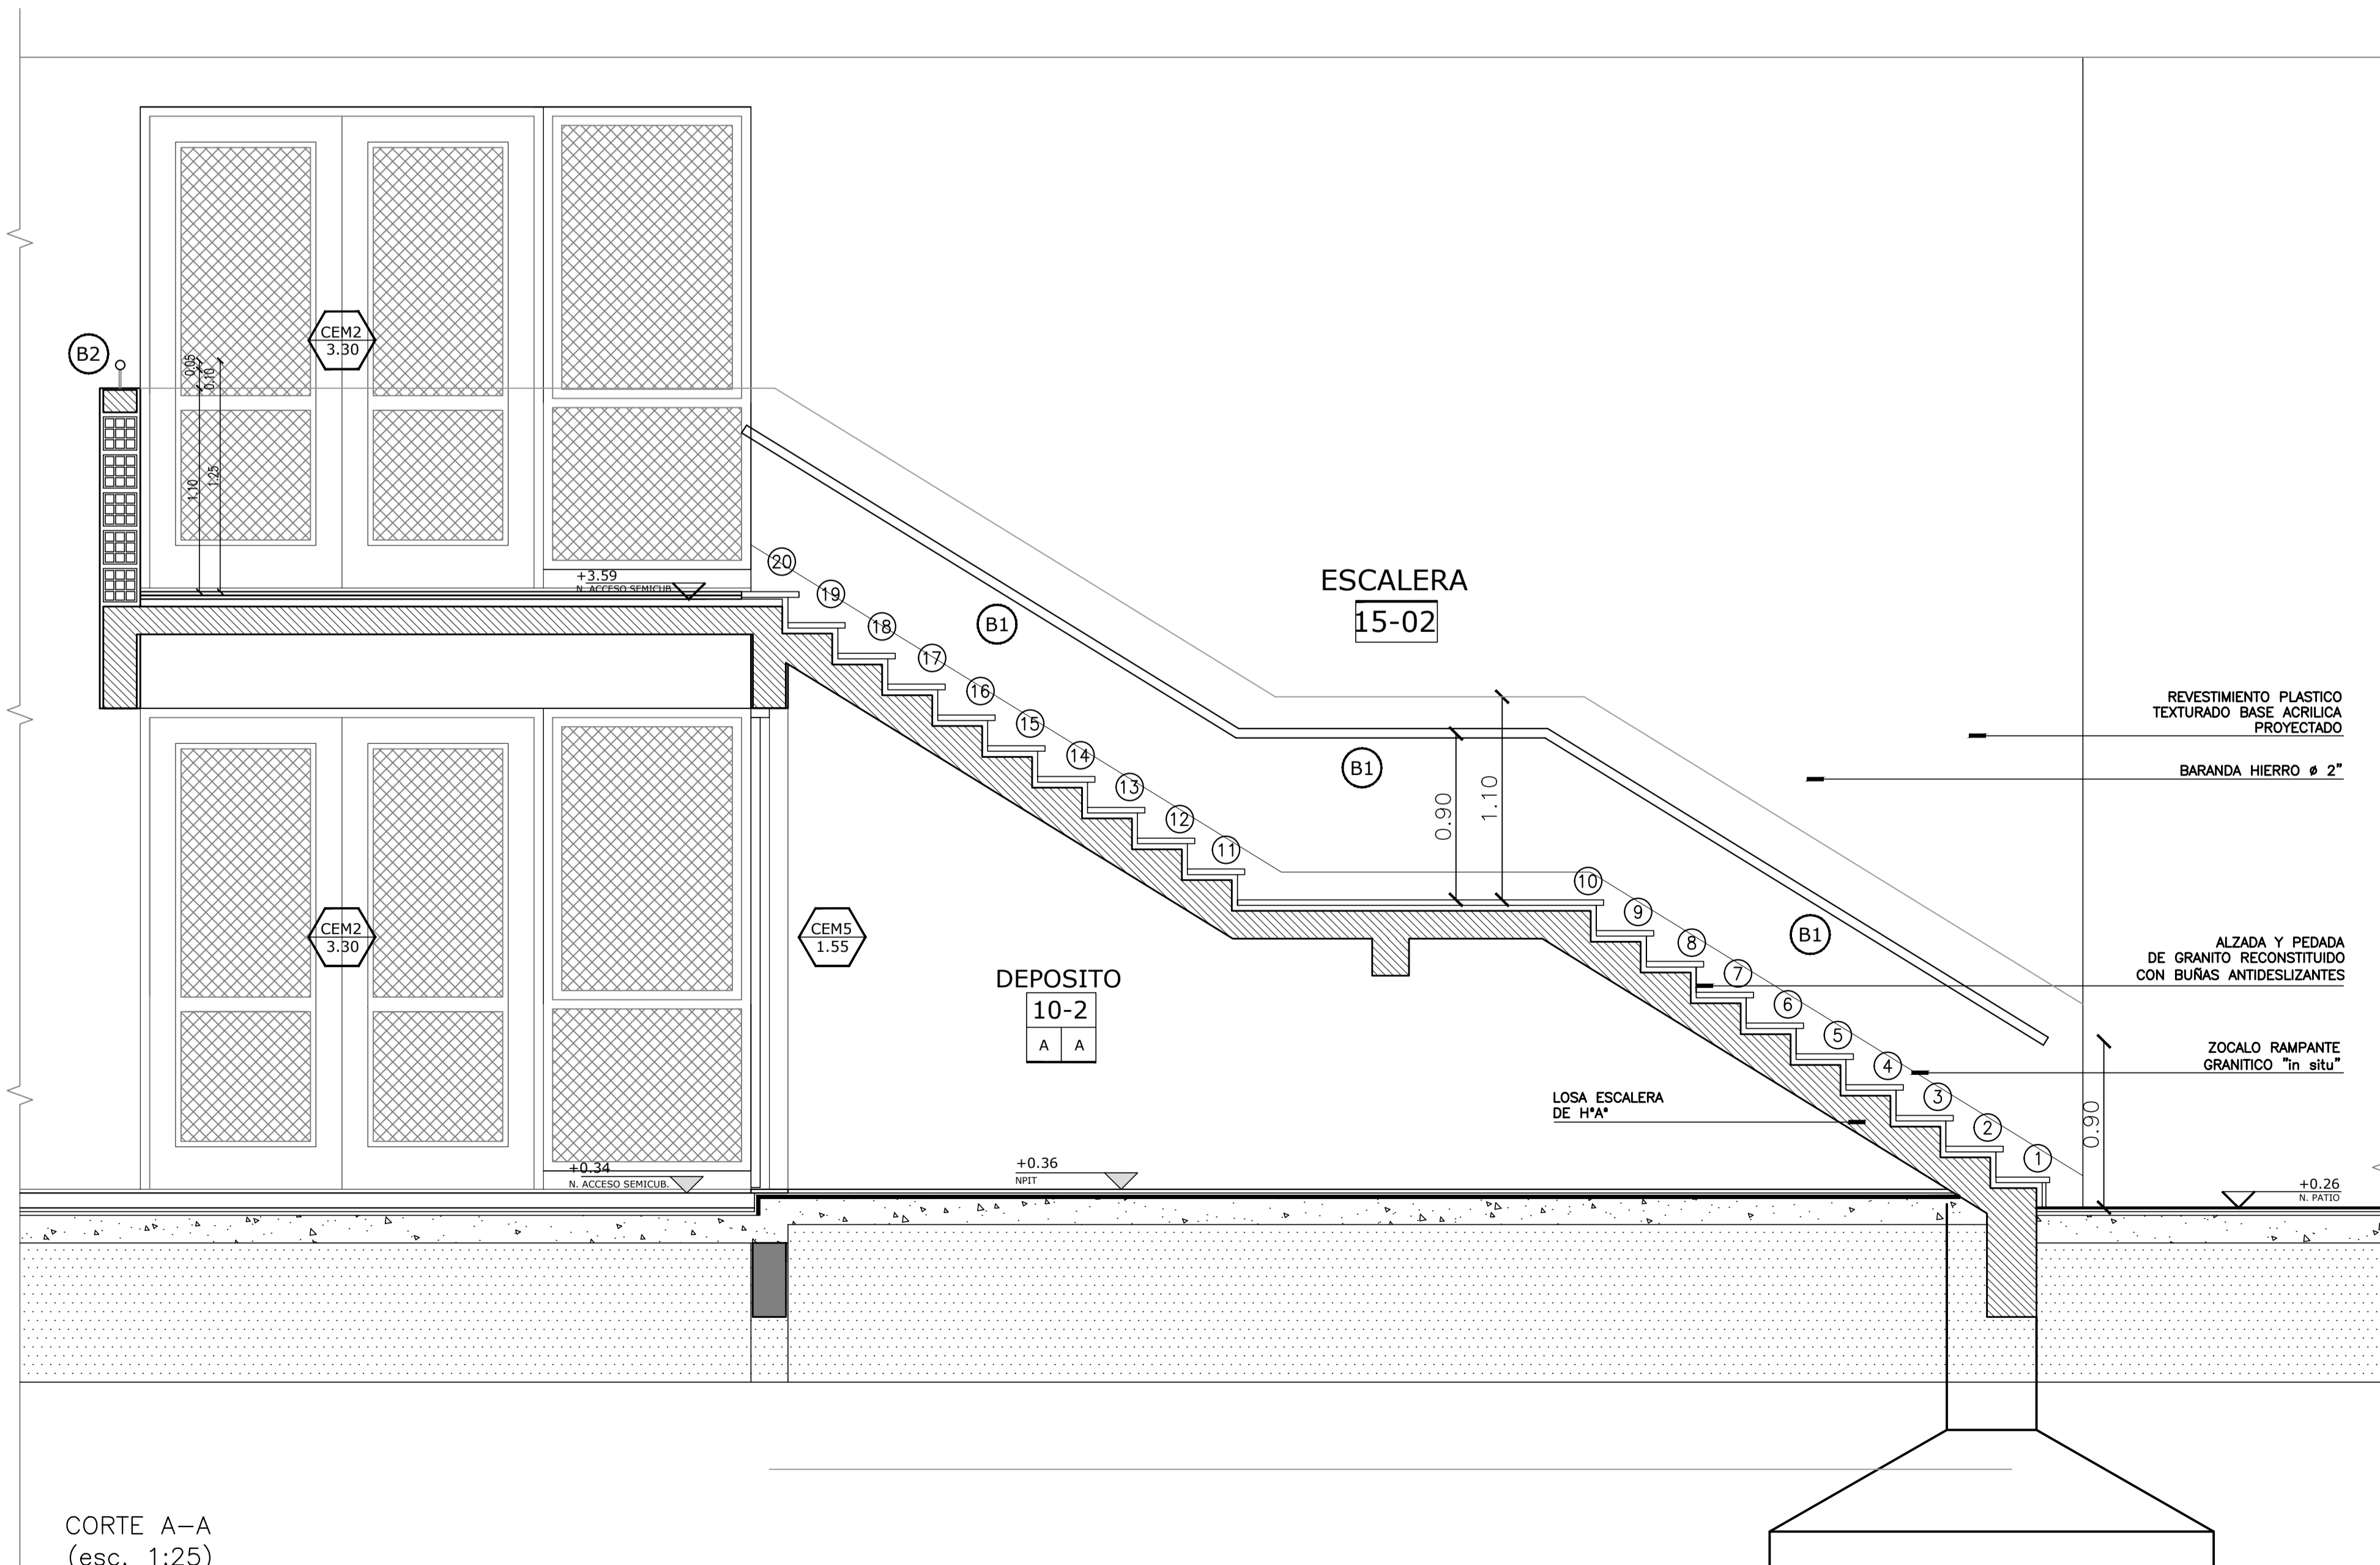 CEM2
3.30
B2
0.05
0.10
1.10
1.25
+3.59
N. ACCESO SEMICUB.
20
19
18
17
16
15
14
13
12
11
10
9
8
7
6
5
4
3
2
1
B1
ESCALERA
15-02
B1
0.90
1.10
B1
REVESTIMIENTO PLASTICO
TEXTURADO BASE ACRILICA
PROYECTADO
BARANDA HIERRO ø 2"
ALZADA Y PEDADA
DE GRANITO RECONSTITUIDO
CON BUÑAS ANTIDESLIZANTES
ZOCALO RAMPANTE
GRANITICO "in situ"
CEM2
3.30
CEM5
1.55
DEPOSITO
10-2
A A
LOSA ESCALERA
DE H°A°
0.90
+0.34
N. ACCESO SEMICUB.
+0.36
NPIT
+0.26
N. PATIO
CORTE A-A
(esc. 1:25)